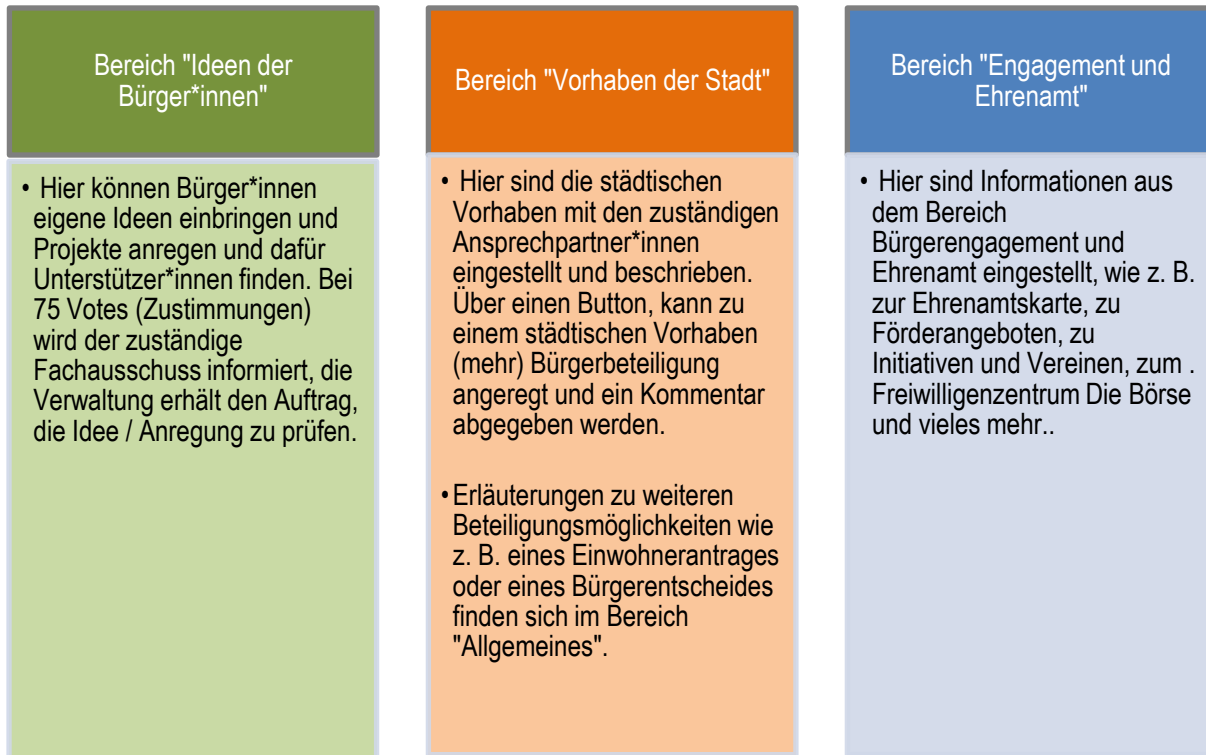 Bereich "Ideen der
Bürger*innen"
• Hier können Bürger*innen
eigene Ideen einbringen und
Projekte anregen und dafür
Unterstützer*innen finden. Bei
75 Votes (Zustimmungen)
wird der zuständige
Fachausschuss informiert, die
Verwaltung erhält den Auftrag,
die Idee / Anregung zu prüfen.
Bereich "Vorhaben der Stadt"
• Hier sind die städtischen
Vorhaben mit den zuständigen
Ansprechpartner*innen
eingestellt und beschrieben.
Über einen Button, kann zu
einem städtischen Vorhaben
(mehr) Bürgerbeteiligung
angeregt und ein Kommentar
abgegeben werden.
• Erläuterungen zu weiteren
Beteiligungsmöglichkeiten wie
z. B. eines Einwohnerantrages
oder eines Bürgerentscheides
finden sich im Bereich
"Allgemeines".
Bereich "Engagement und
Ehrenamt"
• Hier sind Informationen aus
dem Bereich
Bürgerengagement und
Ehrenamt eingestellt, wie z. B.
zur Ehrenamtskarte, zu
Förderangeboten, zu
Initiativen und Vereinen, zum .
Freiwilligenzentrum Die Börse
und vieles mehr..